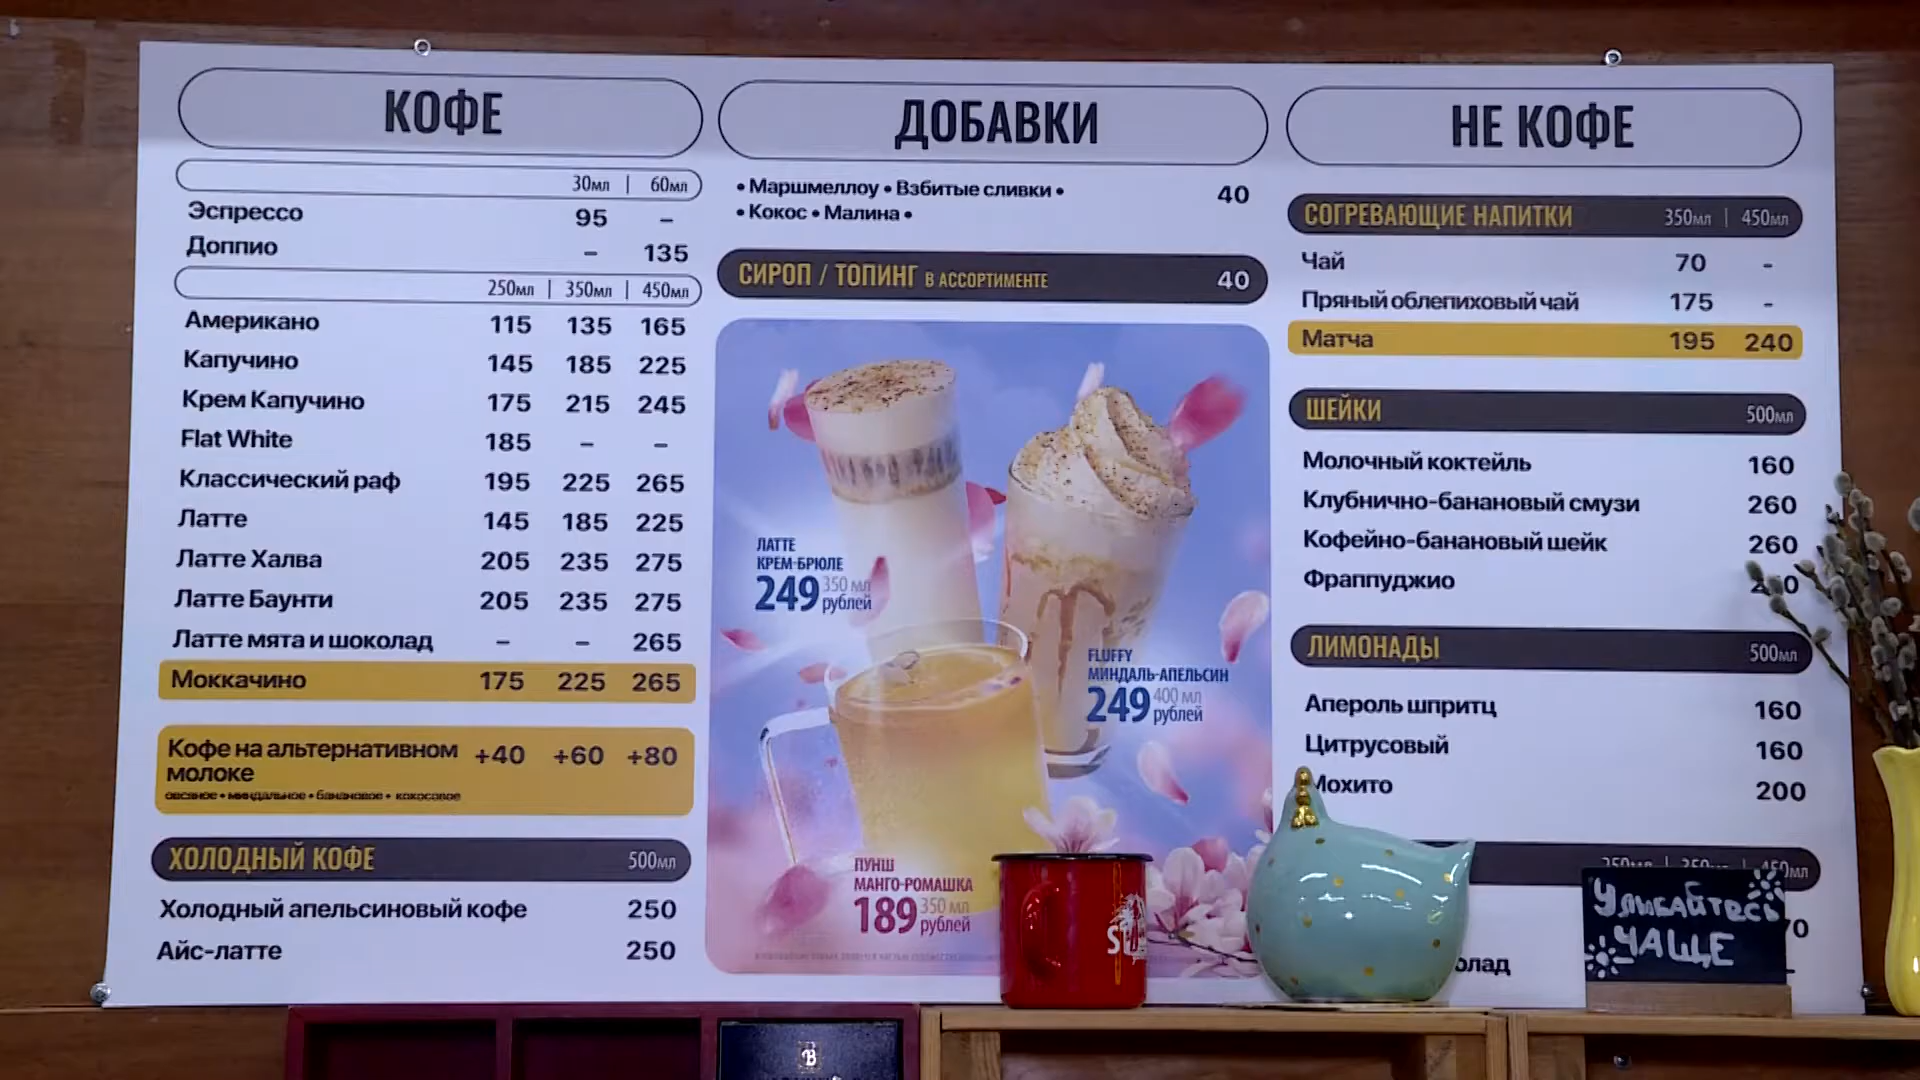 КОФЕ
30мл | 60мл
Эспрессо 95 –
Доппио – 135
250мл | 350мл | 450мл
Американо 115 135 165
Капучино 145 185 225
Крем Капучино 175 215 245
Flat White 185 – –
Классический раф 195 225 265
Латте 145 185 225
Латте Халва 205 235 275
Латте Баунти 205 235 275
Латте мята и шоколад – – 265
Моккачино 175 225 265
Кофе на альтернативном +40 +60 +80
молоке
овсяное • миндальное • банановое • кокосовое
ХОЛОДНЫЙ КОФЕ 500мл
Холодный апельсиновый кофе 250
Айс-латте 250
ДОБАВКИ
• Маршмеллоу • Взбитые сливки • 40
• Кокос • Малина •
СИРОП / ТОПИНГ В АССОРТИМЕНТЕ 40
ЛАТТЕ
КРЕМ-БРЮЛЕ
249 350 мл
рублей
FLUFFY
МИНДАЛЬ-АПЕЛЬСИН
249 400 мл
рублей
ПУНШ
МАНГО-РОМАШКА
189 350 мл
рублей
НЕ КОФЕ
СОГРЕВАЮЩИЕ НАПИТКИ 350мл | 450мл
Чай 70 -
Пряный облепиховый чай 175 -
Матча 195 240
ШЕЙКИ 500мл
Молочный коктейль 160
Клубнично-банановый смузи 260
Кофейно-банановый шейк 260
Фраппуджио
ЛИМОНАДЫ 500мл
Апероль шпритц 160
Цитрусовый 160
Мохито 200
250мл | 350мл | 450мл
70
олад -
Улыбайтесь
ЧАЩЕ